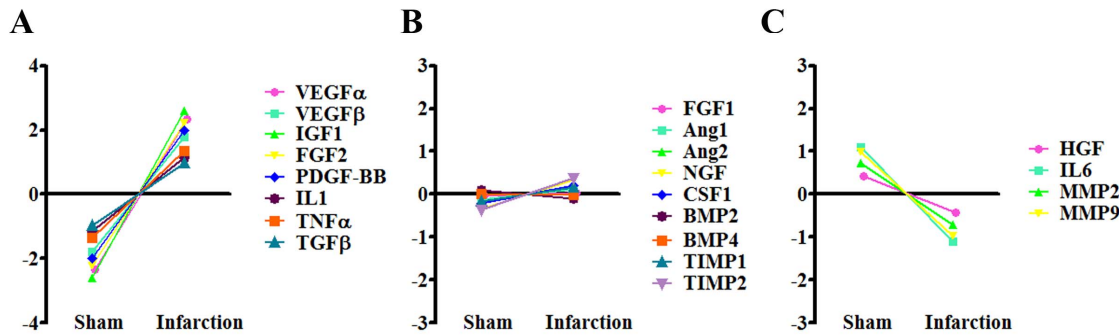 A
4
2
0
-2
-4
Sham Infarction
VEGFα
VEGFβ
IGF1
FGF2
PDGF-BB
IL1
TNFα
TGFβ
B
3
2
1
0
-1
-2
-3
Sham Infarction
FGF1
Ang1
Ang2
NGF
CSF1
BMP2
BMP4
TIMP1
TIMP2
C
3
2
1
0
-1
-2
-3
Sham Infarction
HGF
IL6
MMP2
MMP9